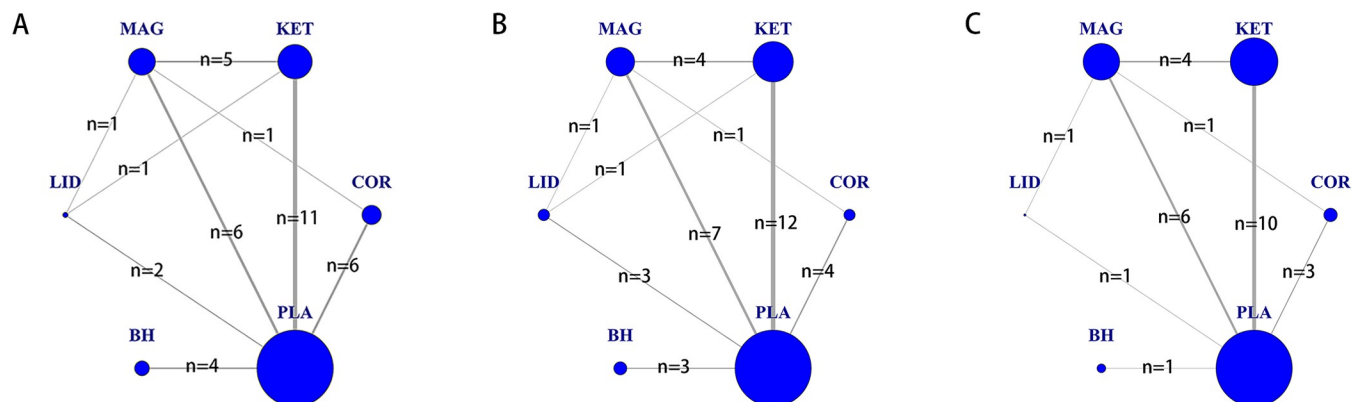 A
MAG
KET
n=5
n=1
n=1
n=1
LID
COR
n=11
n=6
n=6
n=2
PLA
BH
n=4
B
MAG
KET
n=4
n=1
n=1
n=1
LID
COR
n=12
n=7
n=4
n=3
PLA
BH
n=3
C
MAG
KET
n=4
n=1
n=1
LID
COR
n=6
n=10
n=3
n=1
PLA
BH
n=1